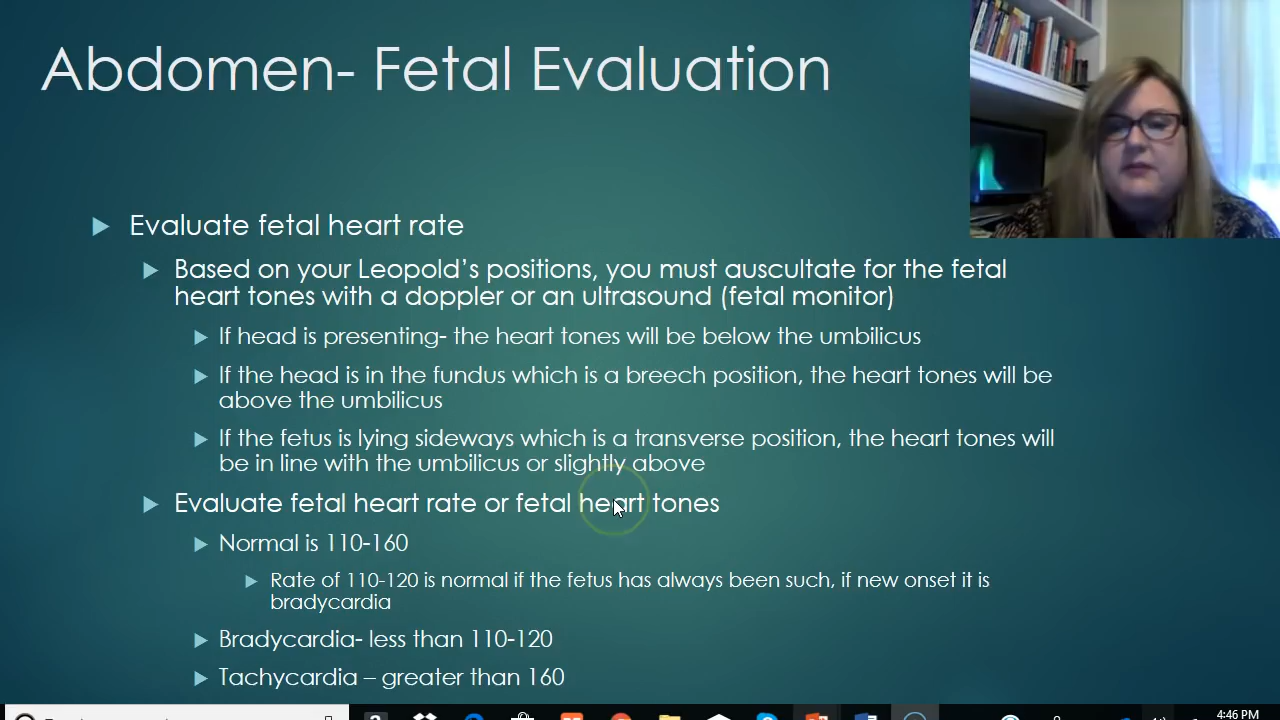 Abdomen- Fetal Evaluation
Evaluate fetal heart rate
Based on your Leopold’s positions, you must auscultate for the fetal
heart tones with a doppler or an ultrasound (fetal monitor)
If head is presenting- the heart tones will be below the umbilicus
If the head is in the fundus which is a breech position, the heart tones will be
above the umbilicus
If the fetus is lying sideways which is a transverse position, the heart tones will
be in line with the umbilicus or slightly above
Evaluate fetal heart rate or fetal heart tones
Normal is 110-160
Rate of 110-120 is normal if the fetus has always been such, if new onset it is
bradycardia
Bradycardia- less than 110-120
Tachycardia – greater than 160
4:46 PM